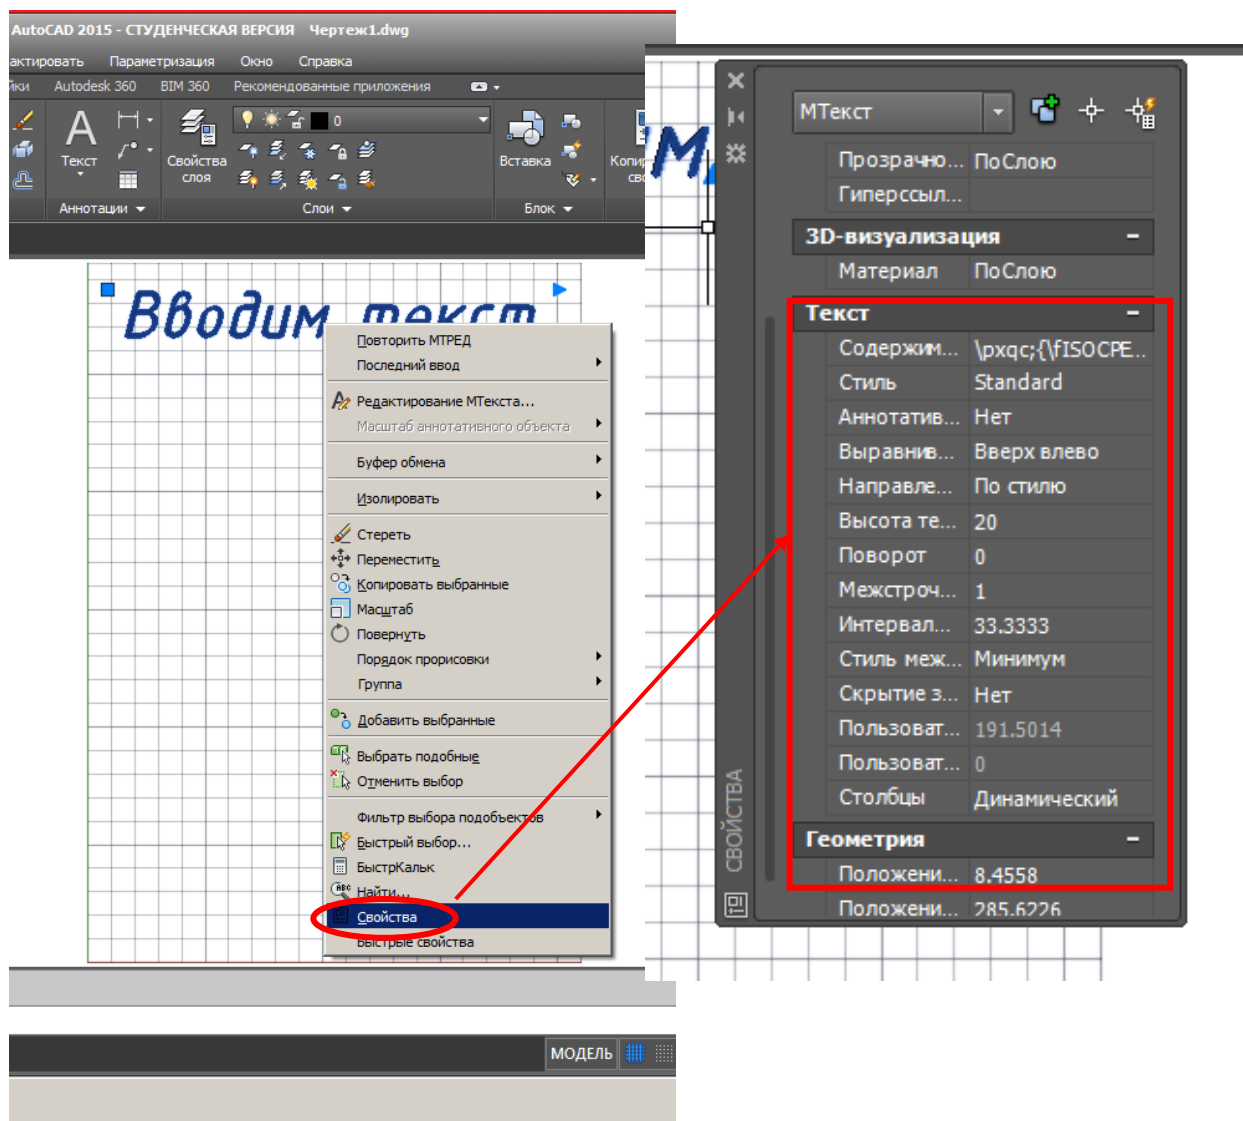 AutoCAD 2015 - СТУДЕНЧЕСКАЯ ВЕРСИЯ Чертеж1.dwg
актировать Параметризация Окно Справка
йки Autodesk 360 BIM 360 Рекомендованные приложения
0
Текст
Свойства слоя
Вставка
Копир
сво
Аннотации Слои Блок
Вводим текст
Повторить МТРЕД
Последний ввод
Редактирование МТекста...
Масштаб аннотативного объекта
Буфер обмена
Изолировать
Стереть
Переместить
Копировать выбранные
Масштаб
Повернуть
Порядок прорисовки
Группа
Добавить выбранные
Выбрать подобные
Отменить выбор
Фильтр выбора подобъектов
Быстрый выбор...
БыстрКальк
Найти...
Свойства
Быстрые свойства
МОДЕЛЬ
МТекст
Прозрачно... ПоСлою
Гиперссыл...
3D-визуализация
Материал ПоСлою
Текст
Содержим... \pxqc;{\fISOCPE...
Стиль Standard
Аннотатив... Нет
Выравнив... Вверх влево
Направле... По стилю
Высота те... 20
Поворот 0
Межстроч... 1
Интервал... 33.3333
Стиль меж... Минимум
Скрытие з... Нет
Пользоват... 191.5014
Пользоват... 0
Столбцы Динамический
Геометрия
Положени... 8.4558
Положени... 285.6226
СВОЙСТВА